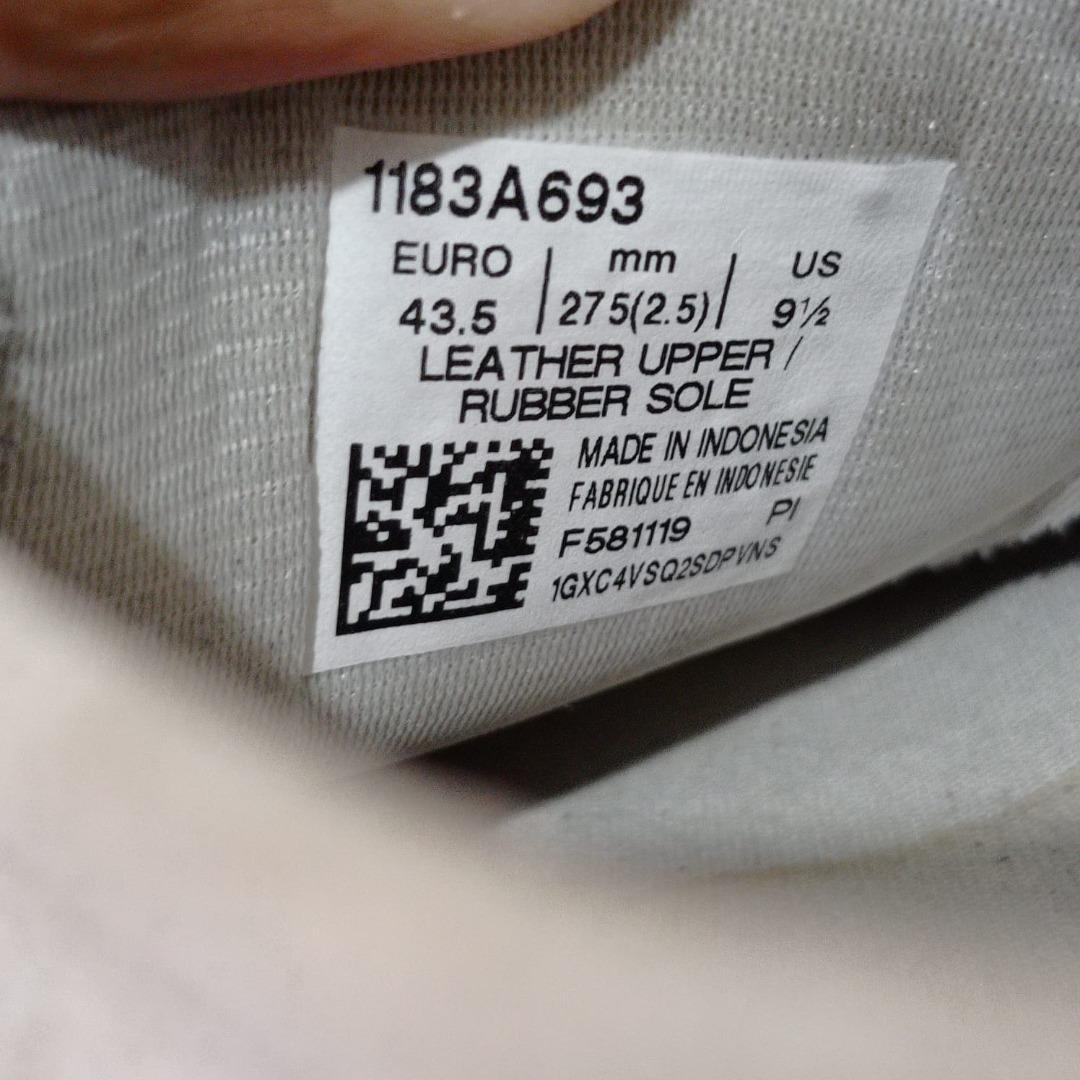 1183A693
EURO | mm | US
43.5 | 275(2.5) | 9½
LEATHER UPPER /
RUBBER SOLE
MADE IN INDONESIA
FABRIQUE EN INDONESIE
F581119 PI
1GXC4VSQ2SDPVNS